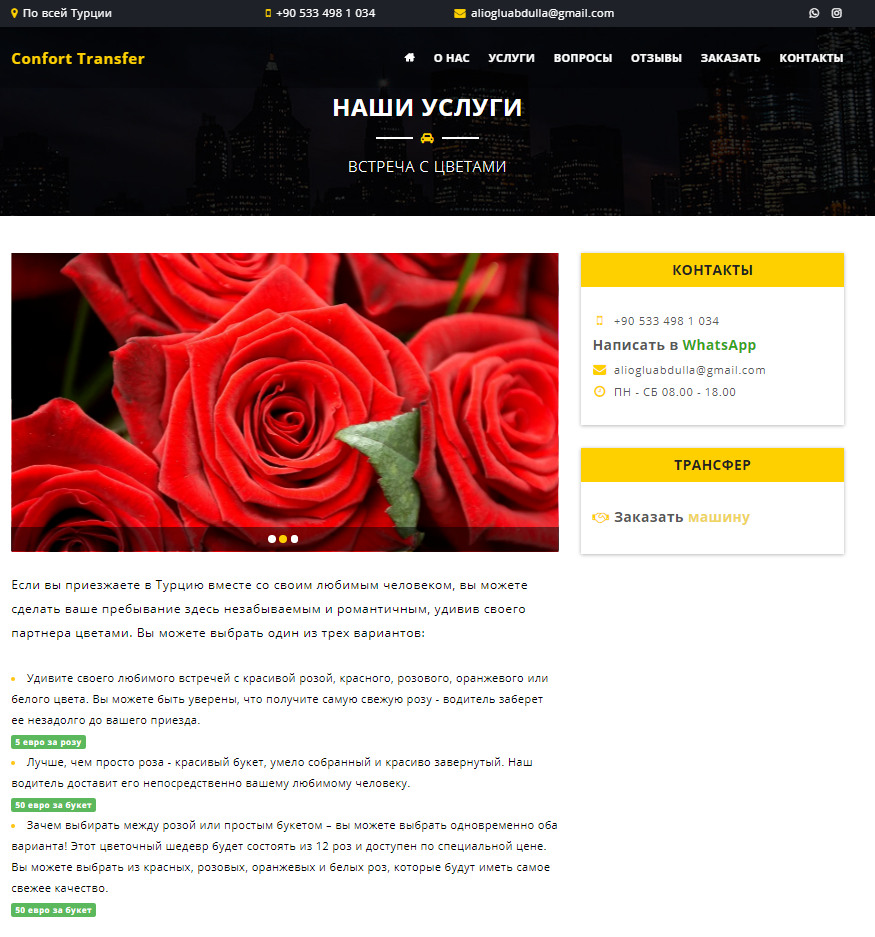 По всей Турции
+90 533 498 1 034
aliogluabdulla@gmail.com
Confort Transfer
О НАС
УСЛУГИ
ВОПРОСЫ
ОТЗЫВЫ
ЗАКАЗАТЬ
КОНТАКТЫ
НАШИ УСЛУГИ
ВСТРЕЧА С ЦВЕТАМИ
Если вы приезжаете в Турцию вместе со своим любимым человеком, вы можете
сделать ваше пребывание здесь незабываемым и романтичным, удивив своего
партнера цветами. Вы можете выбрать один из трех вариантов:
Удивите своего любимого встречей с красивой розой, красного, розового, оранжевого или
белого цвета. Вы можете быть уверены, что получите самую свежую розу - водитель заберет
ее незадолго до вашего приезда.
5 евро за розу
Лучше, чем просто роза - красивый букет, умело собранный и красиво завернутый. Наш
водитель доставит его непосредственно вашему любимому человеку.
50 евро за букет
Зачем выбирать между розой или простым букетом – вы можете выбрать одновременно оба
варианта! Этот цветочный шедевр будет состоять из 12 роз и доступен по специальной цене.
Вы можете выбрать из красных, розовых, оранжевых и белых роз, которые будут иметь самое
свежее качество.
50 евро за букет
КОНТАКТЫ
+90 533 498 1 034
Написать в WhatsApp
aliogluabdulla@gmail.com
ПН - СБ 08.00 - 18.00
ТРАНСФЕР
Заказать машину